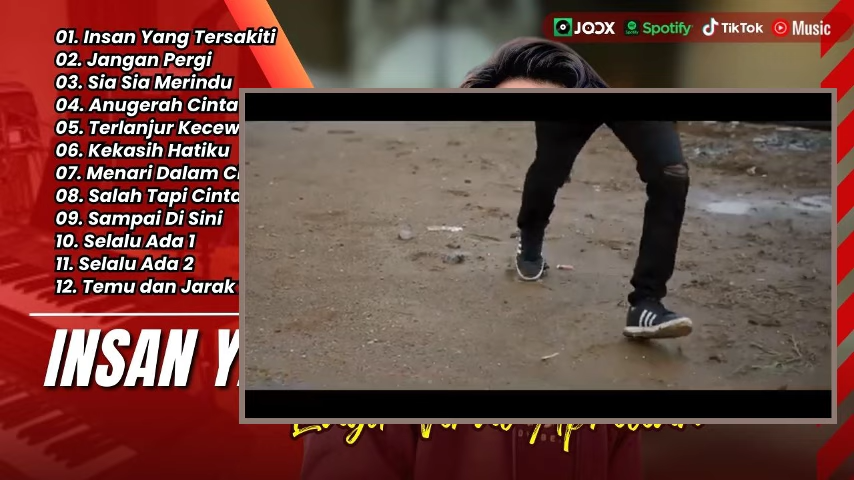 01. Insan Yang Tersakiti
02. Jangan Pergi
03. Sia Sia Merindu
04. Anugerah Cinta
05. Terlanjur Kecew
06. Kekasih Hatiku
07. Menari Dalam
08. Salah Tapi Cinta
09. Sampai Di Sini
10. Selalu Ada 1
11. Selalu Ada 2
12. Temu dan Jarak
JOOX Spotify TikTok Music
INSAN